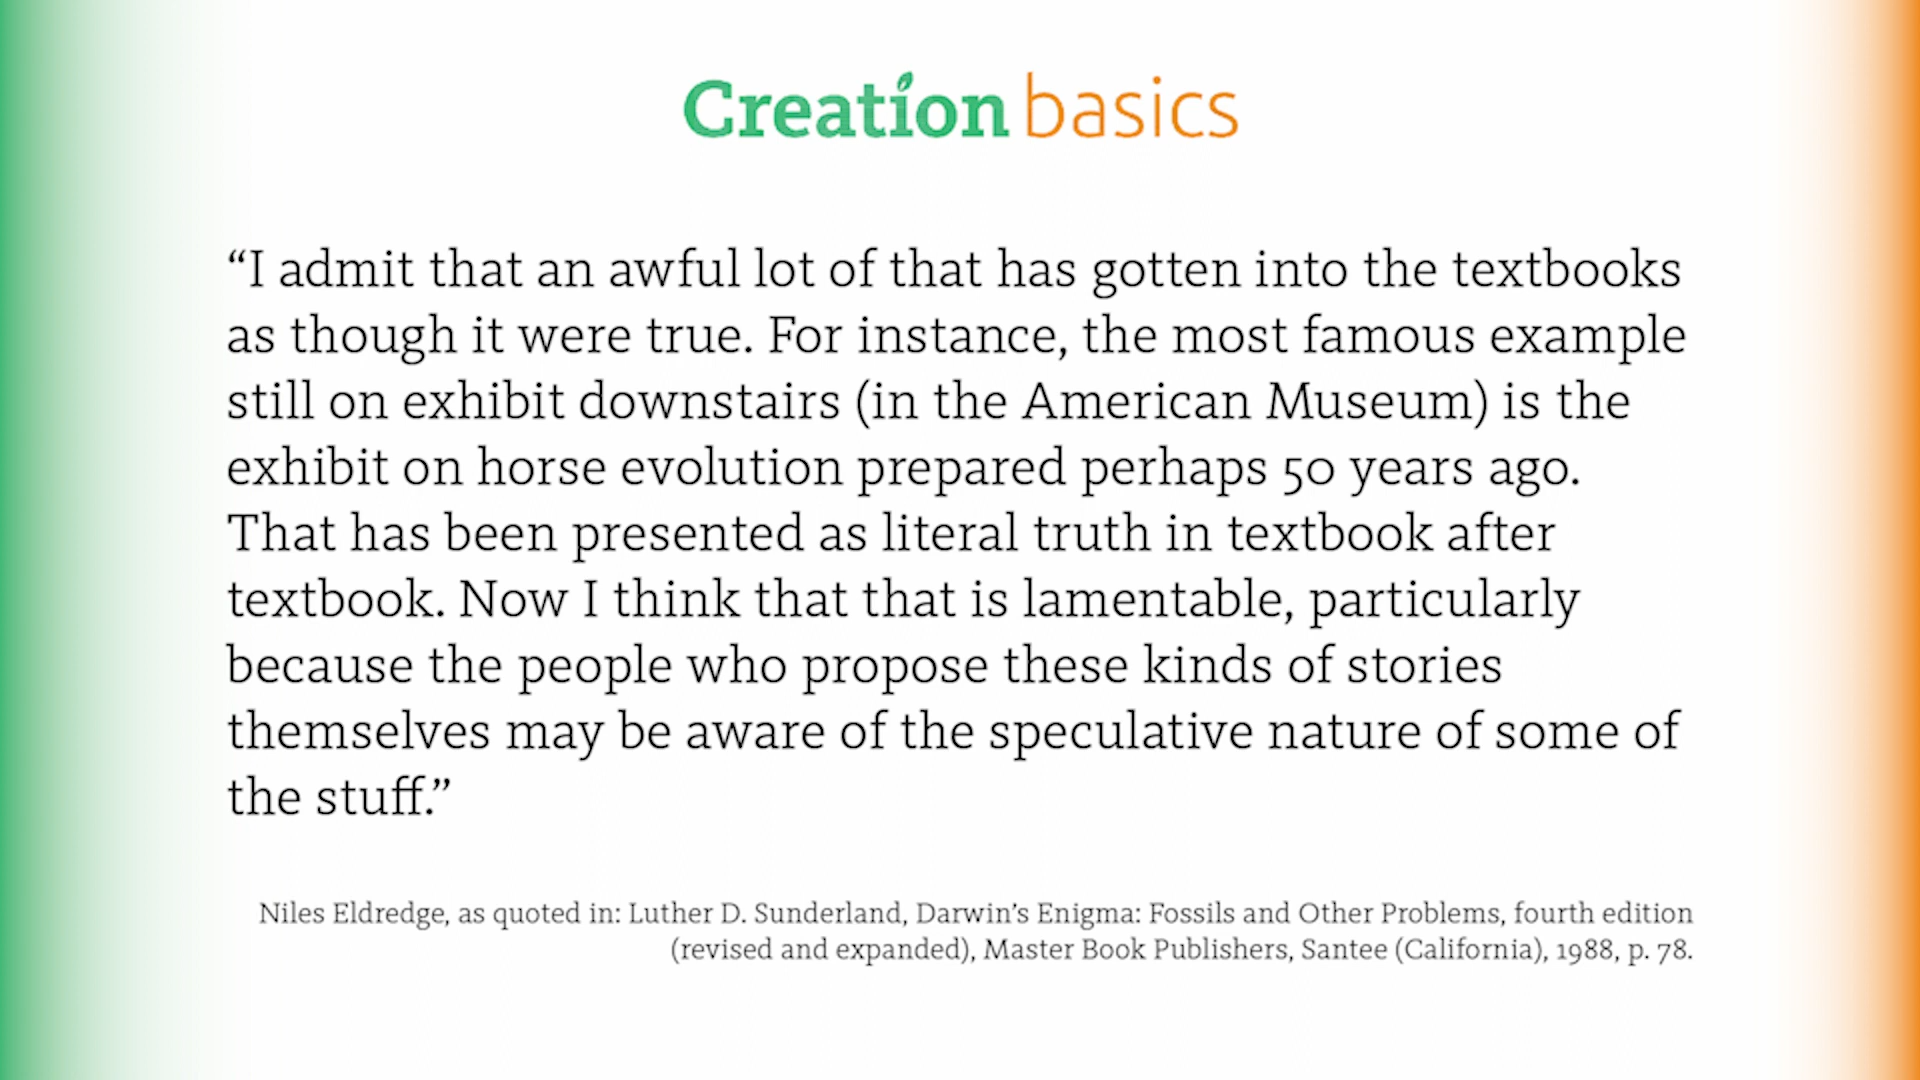 Creation basics
“I admit that an awful lot of that has gotten into the textbooks
as though it were true. For instance, the most famous example
still on exhibit downstairs (in the American Museum) is the
exhibit on horse evolution prepared perhaps 50 years ago.
That has been presented as literal truth in textbook after
textbook. Now I think that that is lamentable, particularly
because the people who propose these kinds of stories
themselves may be aware of the speculative nature of some of
the stuff.”
Niles Eldredge, as quoted in: Luther D. Sunderland, Darwin’s Enigma: Fossils and Other Problems, fourth edition
(revised and expanded), Master Book Publishers, Santee (California), 1988, p. 78.